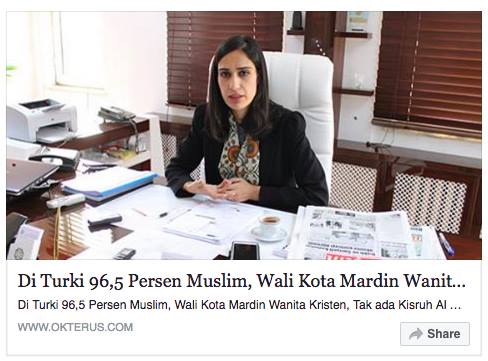 Di Turki 96,5 Persen Muslim, Wali Kota Mardin Wanit...
Di Turki 96,5 Persen Muslim, Wali Kota Mardin Wanita Kristen, Tak ada Kisruh Al ...
WWW.OKTERUS.COM
Share